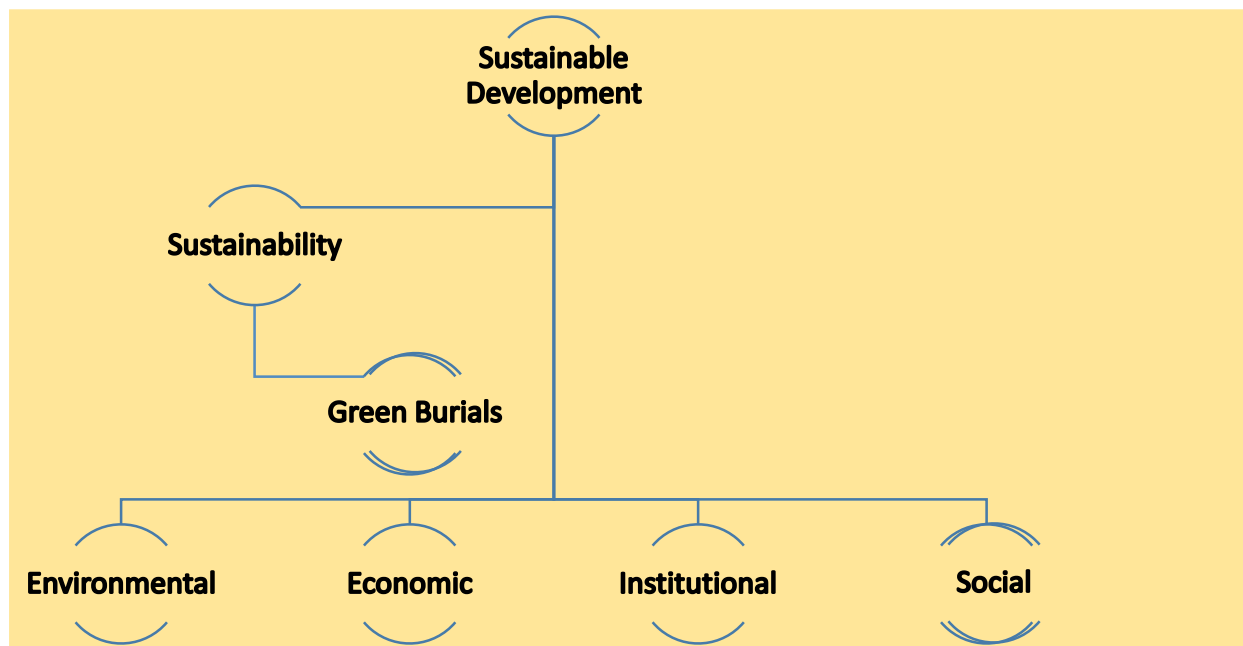 Sustainable
Development
Sustainability
Green Burials
Environmental
Economic
Institutional
Social